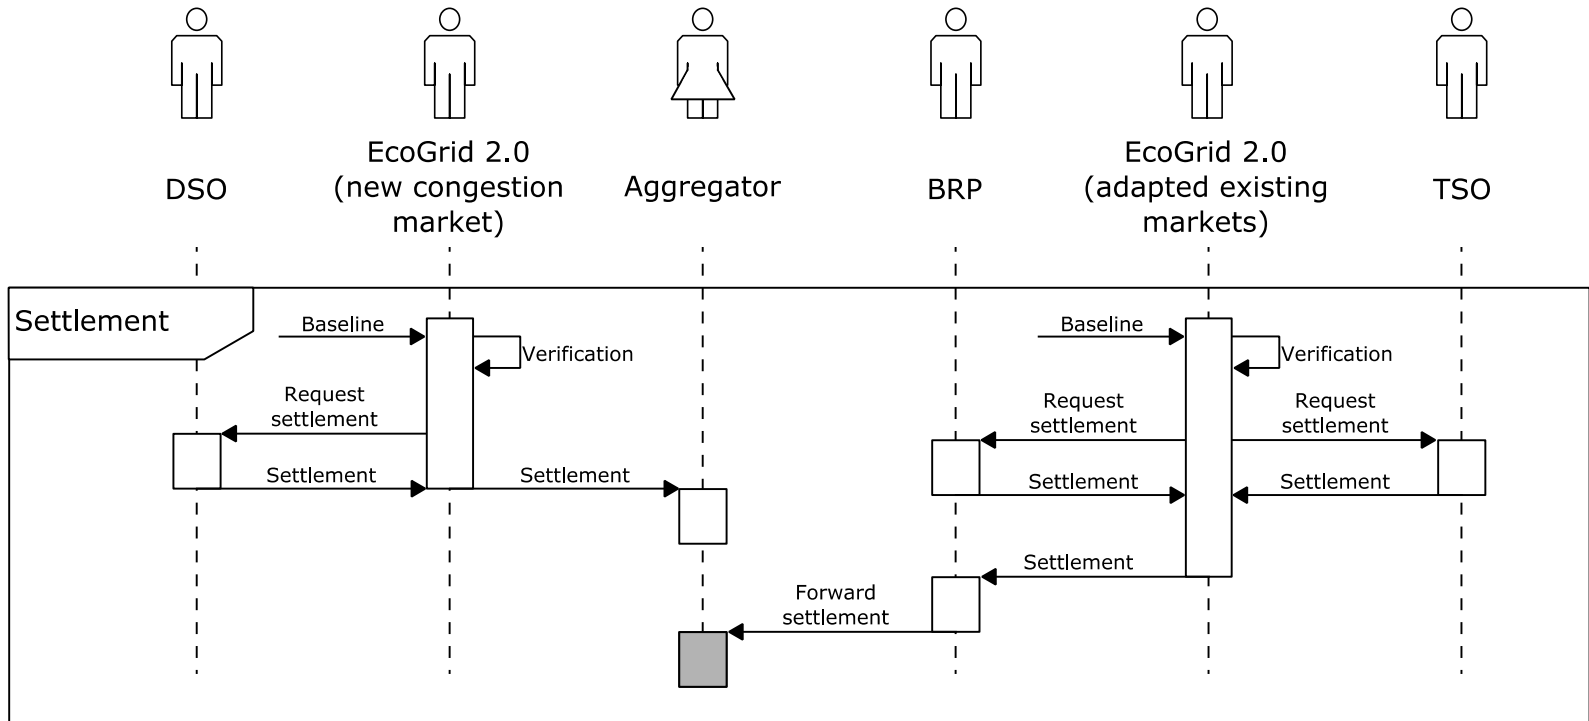 DSO
EcoGrid 2.0
(new congestion
market)
Aggregator
BRP
EcoGrid 2.0
(adapted existing
markets)
TSO
Settlement
Baseline
Verification
Baseline
Verification
Request
settlement
Request
settlement
Request
settlement
Settlement
Settlement
Settlement
Settlement
Settlement
Forward
settlement